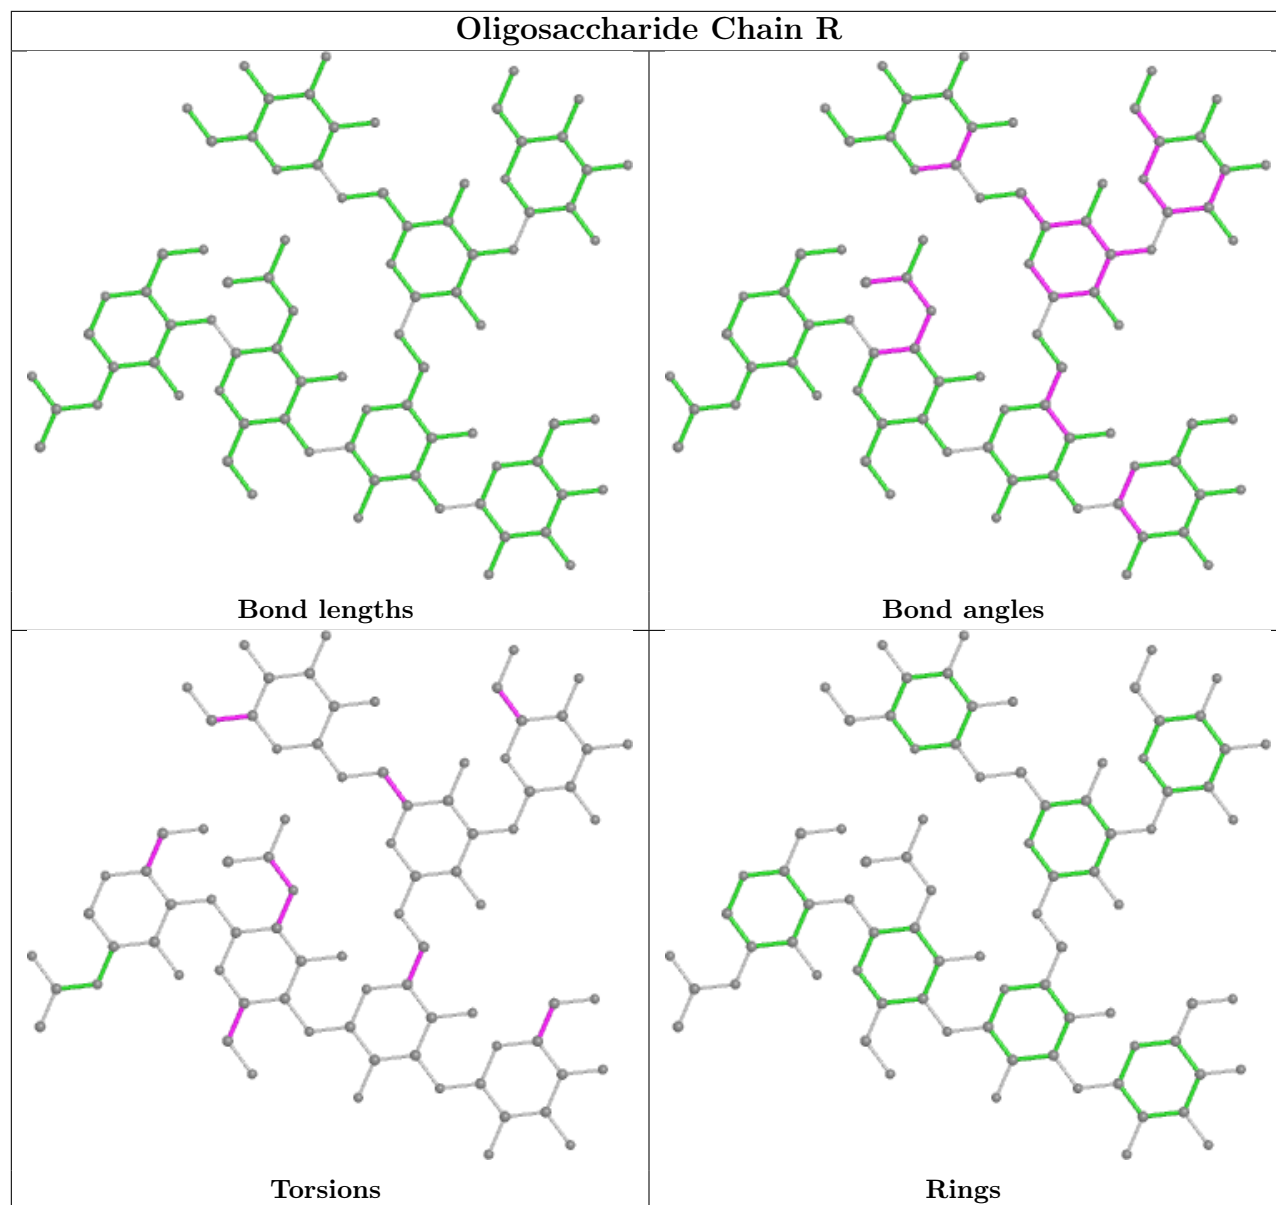 Oligosaccharide Chain R
Bond lengths
Bond angles
Torsions
Rings